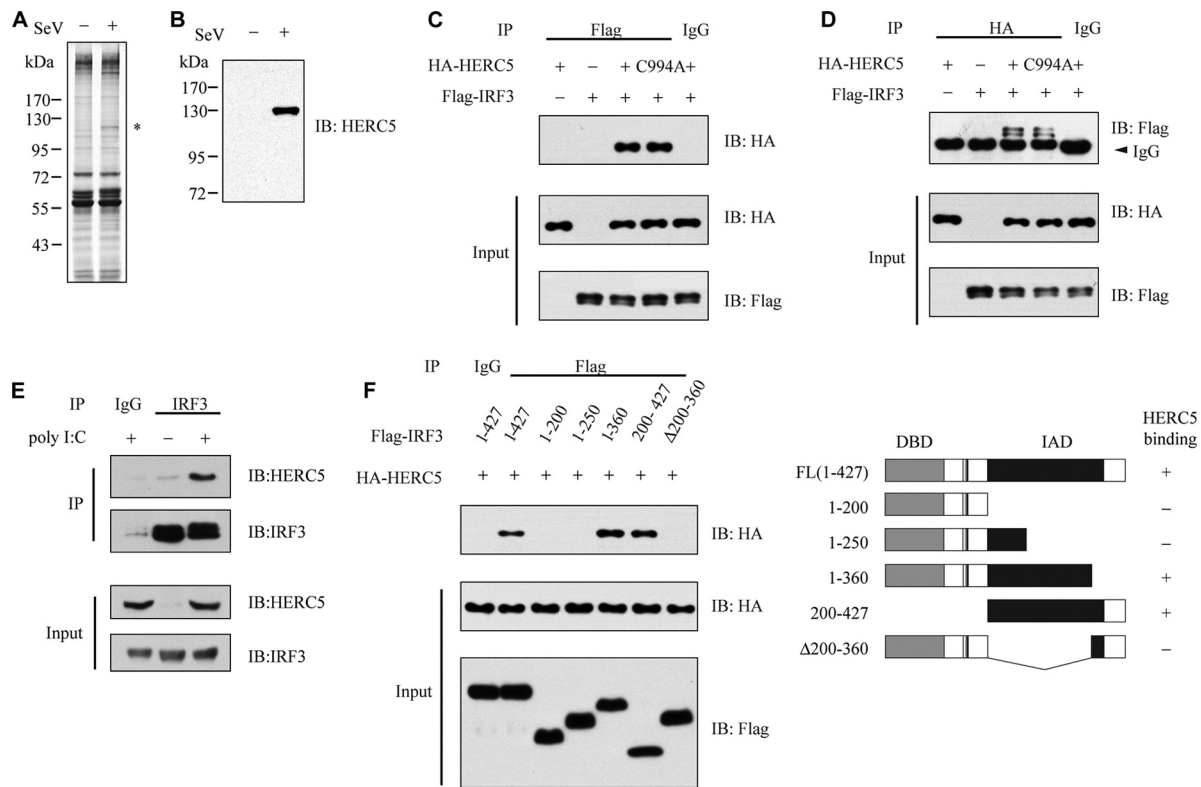 A
SeV – +
kDa
170
130
95
72
55
43
*
B
SeV – +
kDa
170
130
95
72
IB: HERC5
C
IP Flag IgG
HA-HERC5 + – + C994A +
Flag-IRF3 – + + + +
IB: HA
Input
IB: HA
IB: Flag
D
IP HA IgG
HA-HERC5 + – + C994A +
Flag-IRF3 – + + + +
IB: Flag
IgG
Input
IB: HA
IB: Flag
E
IP IgG IRF3
poly I:C + – +
IP
IB:HERC5
IB:IRF3
Input
IB:HERC5
IB:IRF3
F
IP IgG Flag
Flag-IRF3 1-427 1-427 1-200 1-250 1-360 200- 427 Δ200-360
HA-HERC5 + + + + + + +
IB: HA
Input
IB: HA
IB: Flag
DBD IAD HERC5
binding
FL(1-427) +
1-200 –
1-250 –
1-360 +
200-427 +
Δ200-360 –